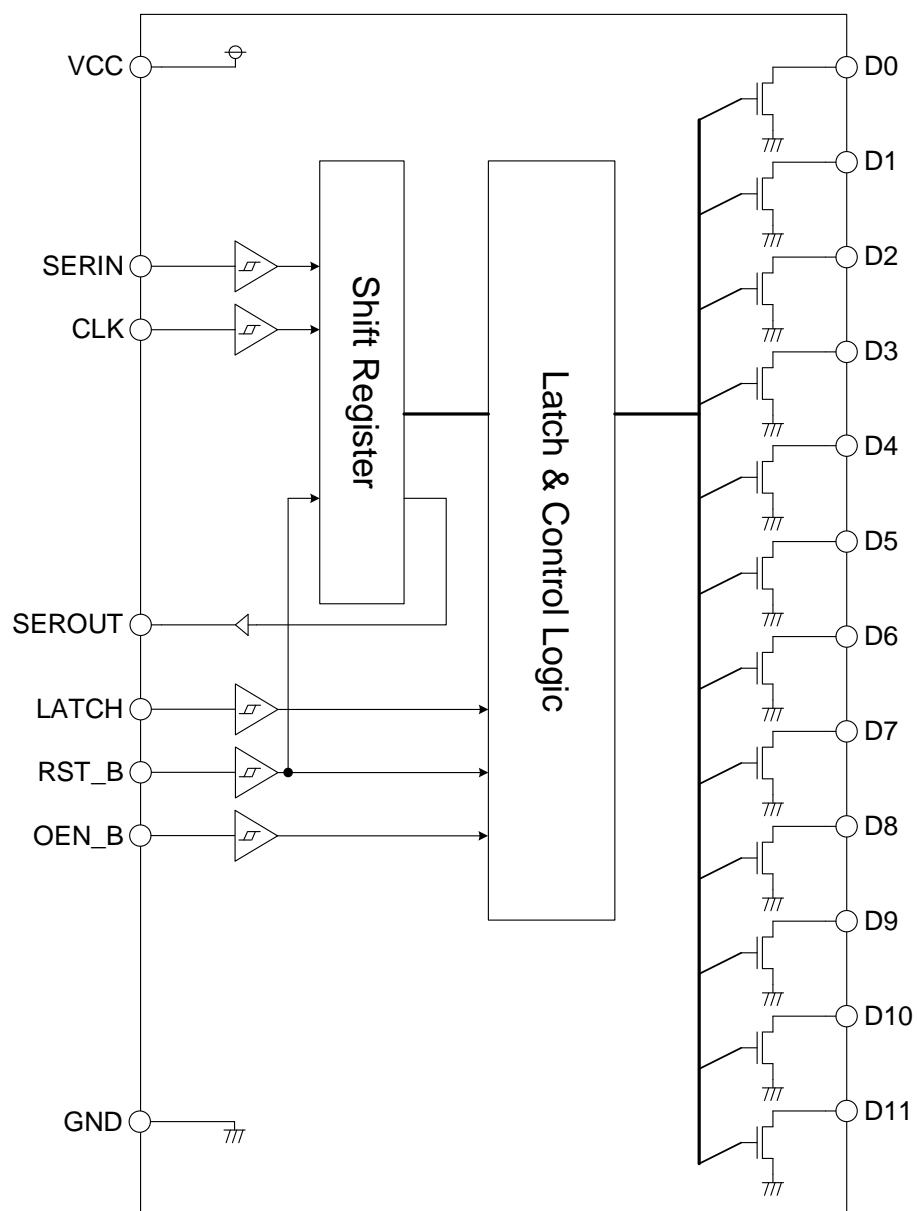 VCC
SERIN
CLK
SEROUT
LATCH
RST_B
OEN_B
GND
Shift Register
Latch & Control Logic
D0
D1
D2
D3
D4
D5
D6
D7
D8
D9
D10
D11